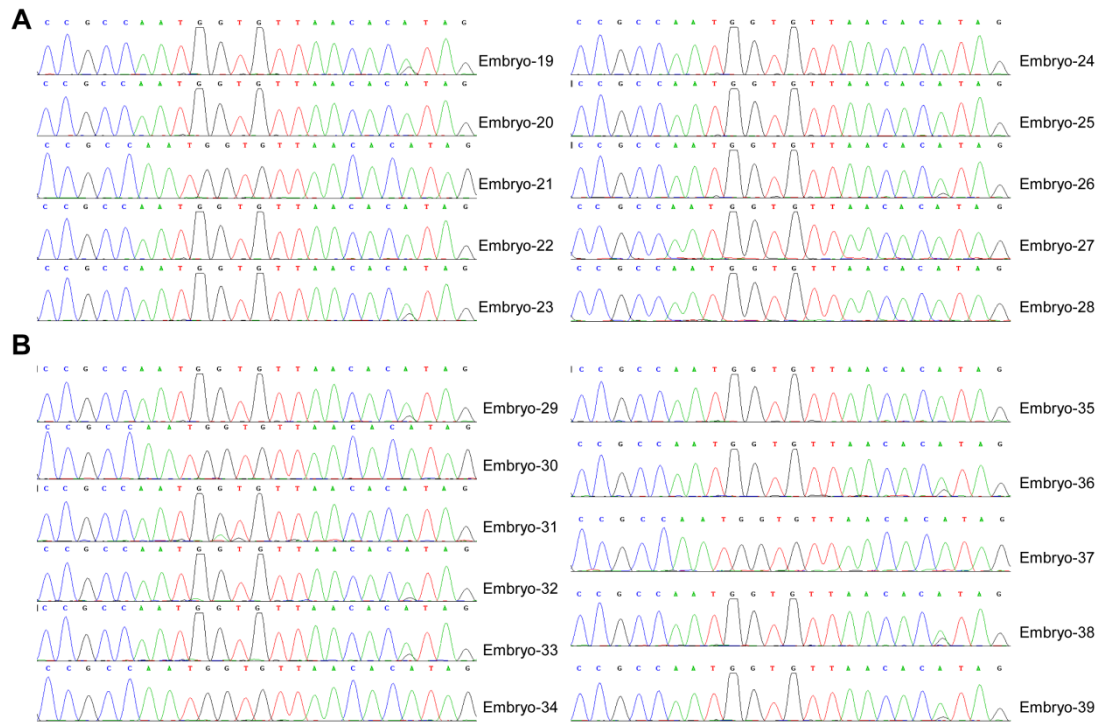 A
C C G C C A A T G G T G T T A A C A C A T A G
Embryo-19
C C G C C A A T G G T G T T A A C A C A T A G
Embryo-20
C C G C C A A T G G T G T T A A C A C A T A G
Embryo-21
C C G C C A A T G G T G T T A A C A C A T A G
Embryo-22
C C G C C A A T G G T G T T A A C A C A T A G
Embryo-23
C C G C C A A T G G T G T T A A C A C A T A G
Embryo-24
C C G C C A A T G G T G T T A A C A C A T A G
Embryo-25
C C G C C A A T G G T G T T A A C A C A T A G
Embryo-26
C C G C C A A T G G T G T T A A C A C A T A G
Embryo-27
C C G C C A A T G G T G T T A A C A C A T A G
Embryo-28
B
C C G C C A A T G G T G T T A A C A C A T A G
Embryo-29
C C G C C A A T G G T G T T A A C A C A T A G
Embryo-30
C C G C C A A T G G T G T T A A C A C A T A G
Embryo-31
C C G C C A A T G G T G T T A A C A C A T A G
Embryo-32
C C G C C A A T G G T G T T A A C A C A T A G
Embryo-33
C C G C C A A T G G T G T T A A C A C A T A G
Embryo-34
C C G C C A A T G G T G T T A A C A C A T A G
Embryo-35
C C G C C A A T G G T G T T A A C A C A T A G
Embryo-36
C C G C C A A T G G T G T T A A C A C A T A G
Embryo-37
C C G C C A A T G G T G T T A A C A C A T A G
Embryo-38
C C G C C A A T G G T G T T A A C A C A T A G
Embryo-39